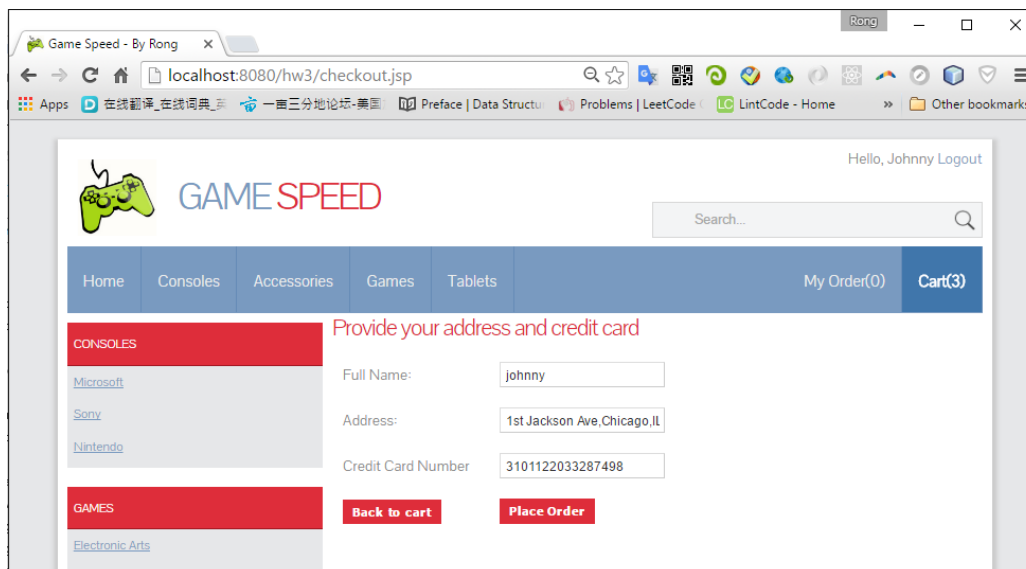 Rong
Game Speed - By Rong
localhost:8080/hw3/checkout.jsp
Apps 在线翻译_在线词典_英 一亩三分地论坛-美国 Preface | Data Structu Problems | LeetCode LintCode - Home » Other bookmarks
Hello, Johnny Logout
GAME SPEED
Search...
Home Consoles Accessories Games Tablets My Order(0) Cart(3)
Provide your address and credit card
CONSOLES
Microsoft
Sony
Nintendo
Full Name: johnny
Address: 1st Jackson Ave,Chicago,IL
Credit Card Number 3101122033287498
Back to cart Place Order
GAMES
Electronic Arts